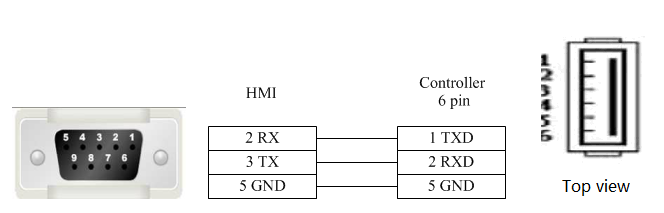 5 4 3 2 1
9 8 7 6
HMI
2 RX
3 TX
5 GND
Controller
6 pin
1 TXD
2 RXD
5 GND
1
2
3
4
5
6
Top view